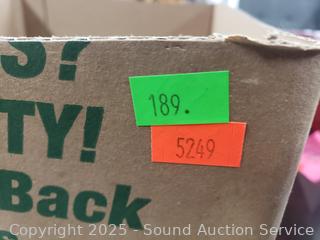 S?
189.
TY!
5249
Back
Copyright 2025 - Sound Auction Service